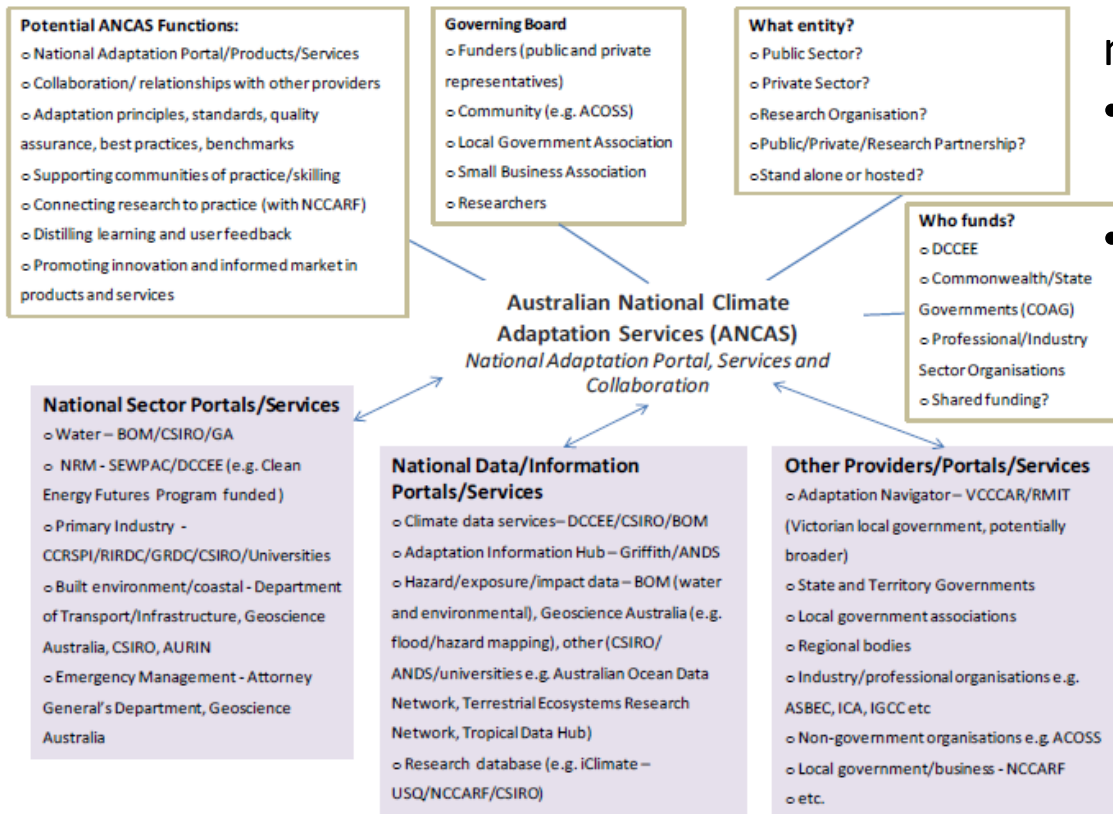 Potential ANCAS Functions:
o National Adaptation Portal/Products/Services
o Collaboration/ relationships with other providers
o Adaptation principles, standards, quality
assurance, best practices, benchmarks
o Supporting communities of practice/skilling
o Connecting research to practice (with NCCARF)
o Distilling learning and user feedback
o Promoting innovation and informed market in
products and services
Governing Board
o Funders (public and private
representatives)
o Community (e.g. ACOSS)
o Local Government Association
o Small Business Association
o Researchers
What entity?
o Public Sector?
o Private Sector?
o Research Organisation?
o Public/Private/Research Partnership?
o Stand alone or hosted?
Who funds?
o DCCEE
o Commonwealth/State
Governments (COAG)
o Professional/Industry
Sector Organisations
o Shared funding?
•
•
Australian National Climate
Adaptation Services (ANCAS)
National Adaptation Portal, Services and
Collaboration
National Sector Portals/Services
o Water – BOM/CSIRO/GA
o NRM - SEWPAC/DCCEE (e.g. Clean
Energy Futures Program funded )
o Primary Industry -
CCRSPI/RIRDC/GRDC/CSIRO/Universities
o Built environment/coastal - Department
of Transport/Infrastructure, Geoscience
Australia, CSIRO, AURIN
o Emergency Management - Attorney
General's Department, Geoscience
Australia
National Data/Information
Portals/Services
o Climate data services– DCCEE/CSIRO/BOM
o Adaptation Information Hub – Griffith/ANDS
o Hazard/exposure/impact data – BOM (water
and environmental), Geoscience Australia (e.g.
flood/hazard mapping), other (CSIRO/
ANDS/universities e.g. Australian Ocean Data
Network, Terrestrial Ecosystems Research
Network, Tropical Data Hub)
o Research database (e.g. iClimate –
USQ/NCCARF/CSIRO)
Other Providers/Portals/Services
o Adaptation Navigator – VCCCAR/RMIT
(Victorian local government, potentially
broader)
o State and Territory Governments
o Local government associations
o Regional bodies
o Industry/professional organisations e.g.
ASBEC, ICA, IGCC etc
o Non-government organisations e.g. ACOSS
o Local government/business - NCCARF
o etc.